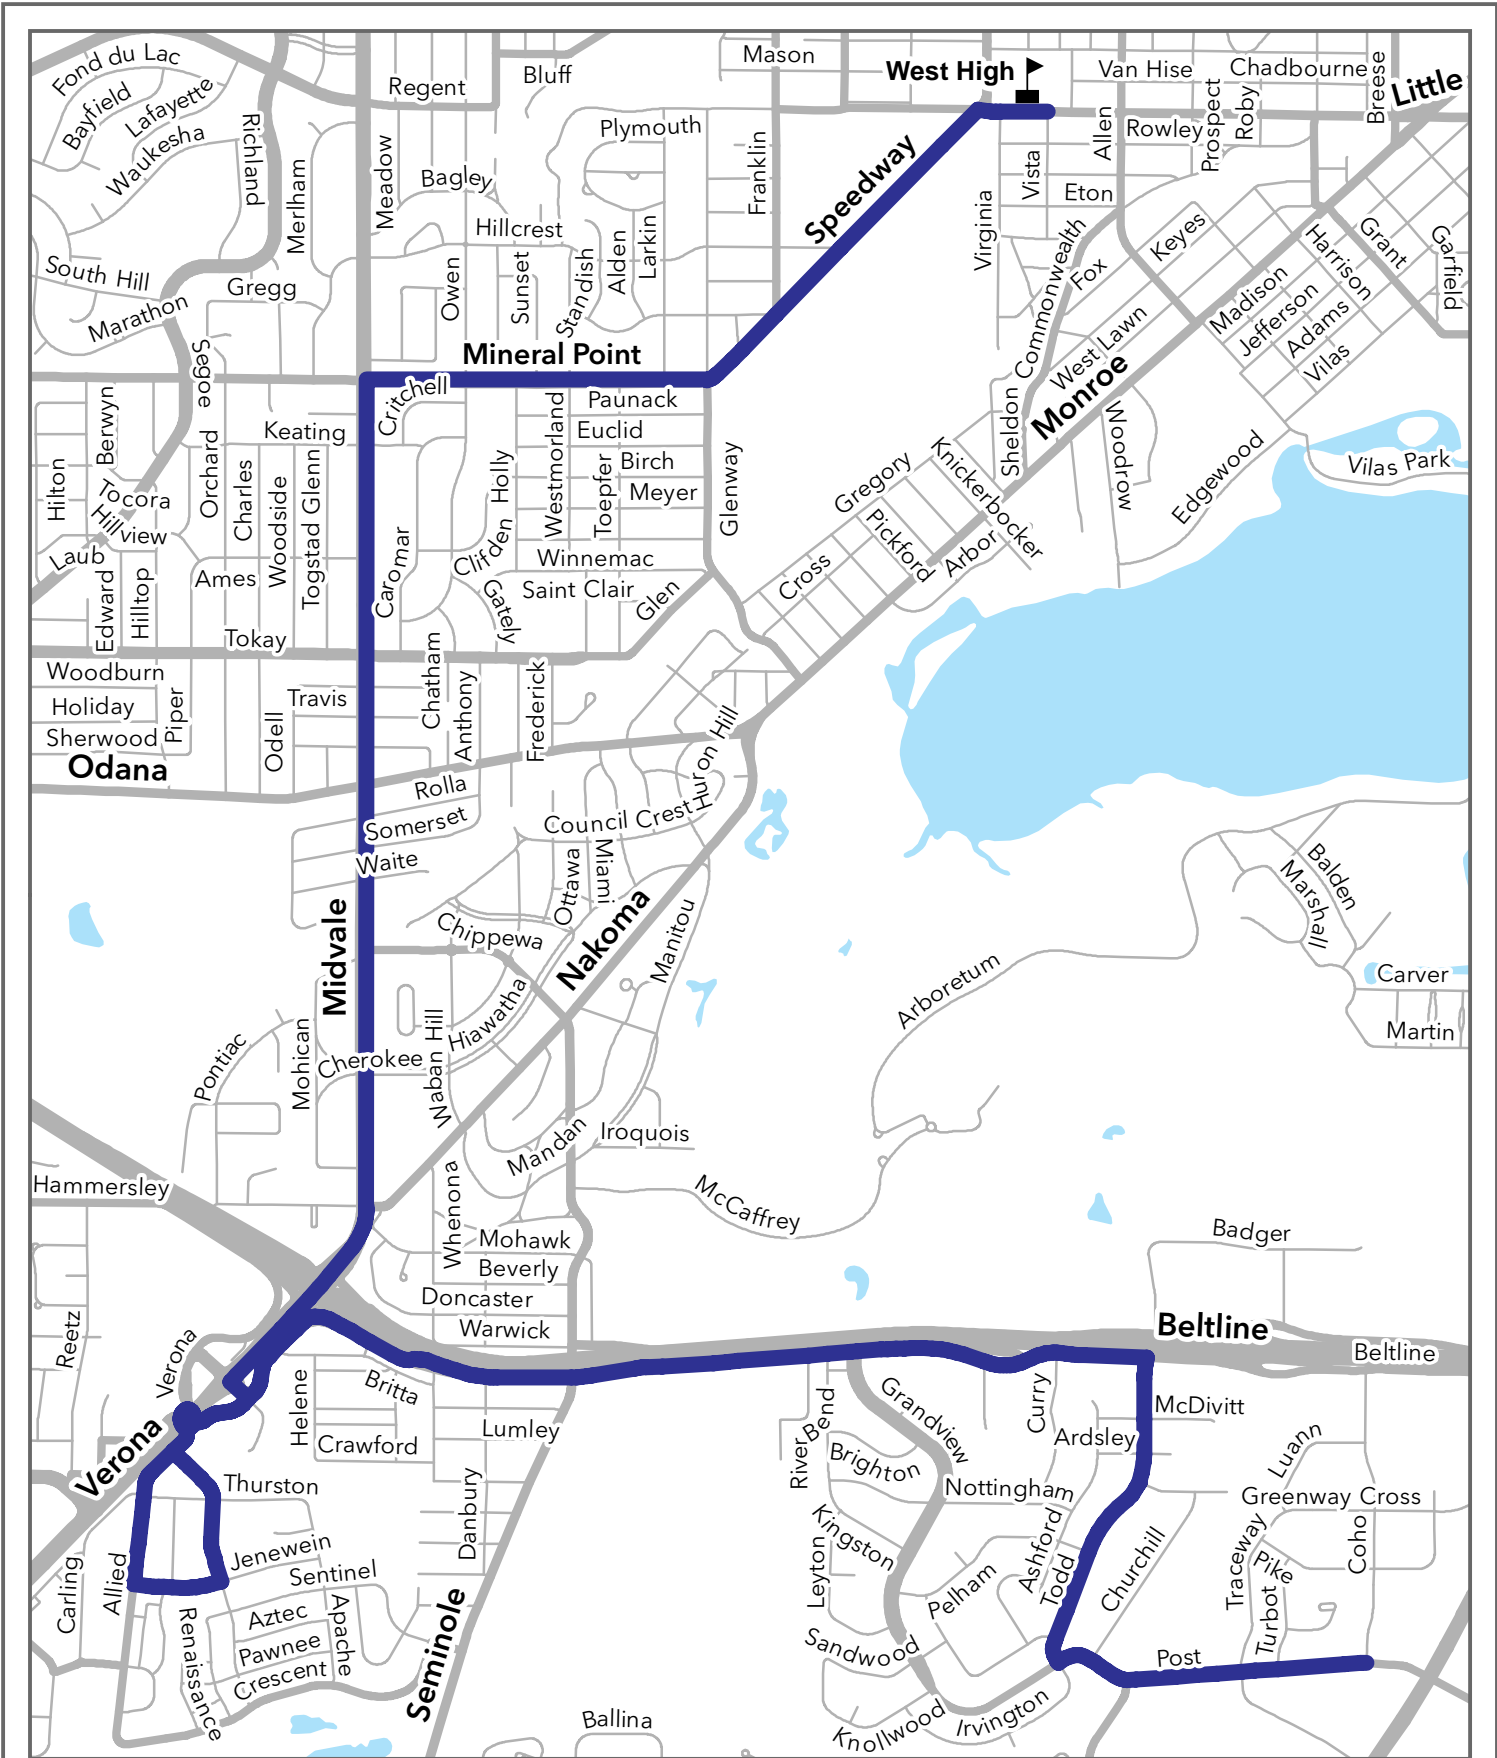 Fond du Lac
Bayfield
Lafayette
Waukesha
Richland
Merlham
Meadow
Regent
Bluff
Mason
West High
Van Hise
Chadbourne
Breese
Little
Prospect
Roby
Allen
Rowley
Plymouth
Franklin
Speedway
Vista
Eton
Virginia
Bagley
Hillcrest
Owen
Sunset
Standish
Alden
Larkin
South Hill
Marathon
Gregg
Segoe
Commonwealth
Fox
Keyes
Grant
Harrison
Garfield
Madison
Jefferson
Adams
Vilas
West Lawn
Monroe
Sheldon
Woodrow
Edgewood
Vilas Park
Mineral Point
Critchell
Paunack
Euclid
Birch
Meyer
Westmorland
Toepfer
Holly
Clifden
Winnemac
Saint Clair
Gately
Glen
Glenway
Gregory
Knickerbocker
Pickford
Arbor
Cross
Keating
Berwyn
Hilton
Tocora
Hillview
Laub
Orchard
Charles
Woodside
Togstad Glenn
Ames
Edward
Hilltop
Caromar
Tokay
Woodburn
Holiday
Sherwood
Piper
Odana
Odell
Travis
Chatham
Anthony
Frederick
Huron Hill
Rolla
Somerset
Waite
Council Crest
Ottawa
Miami
Midvale
Chippewa
Nakoma
Manitou
Hiawatha
Waban Hill
Cherokee
Mohican
Pontiac
Mandan
Iroquois
McCaffrey
Arboretum
Balden
Marshall
Carver
Martin
Hammersley
Whenona
Mohawk
Beverly
Doncaster
Warwick
Badger
Beltline
Beltline
Reetz
Verona
Verona
Helene
Britta
Crawford
Lumley
Thurston
Danbury
Jenewein
Sentinel
Aztec
Pawnee
Crescent
Apache
Renaissance
Allied
Carling
Seminole
River Bend
Grandview
Brighton
Nottingham
Kingston
Leyton
Pelham
Ashford
Todd
Curry
Ardsley
McDivitt
Churchill
Luann
Greenway Cross
Traceway
Pike
Turbot
Coho
Post
Sandwood
Knollwood
Irvington
Ballina